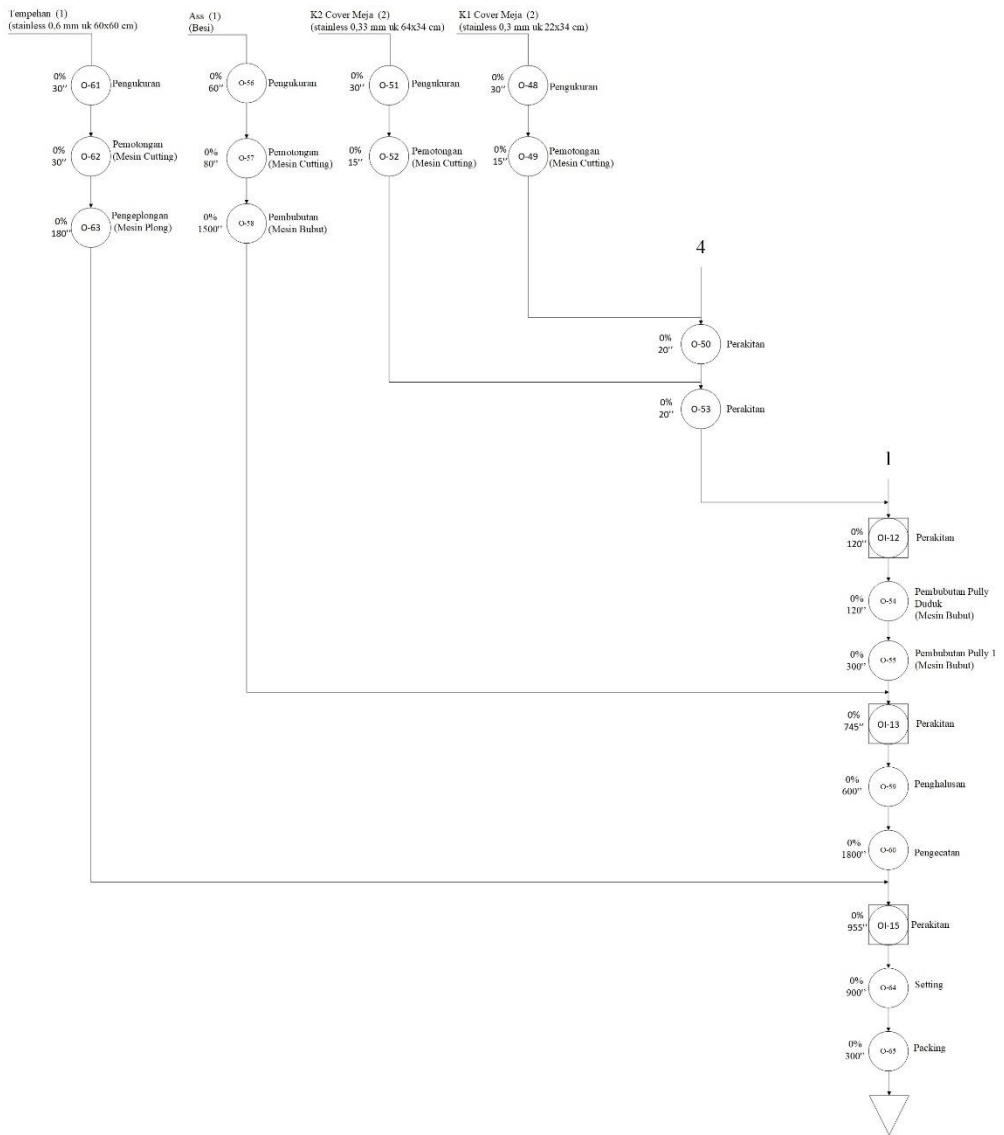 Tempehan (1)
(stainless 0,6 mm uk 60x60 cm)
0%
30''
O-61
Pengukuran
0%
30''
O-62
Pemotongan
(Mesin Cutting)
0%
180''
O-63
Pengeplongan
(Mesin Plong)
Ass (1)
(Besi)
0%
60''
O-56
Pengukuran
0%
80''
O-57
Pemotongan
(Mesin Cutting)
0%
1500''
O-58
Pembubutan
(Mesin Bubut)
K2 Cover Meja (2)
(stainless 0,33 mm uk 64x34 cm)
0%
30''
O-51
Pengukuran
0%
15''
O-52
Pemotongan
(Mesin Cutting)
K1 Cover Meja (2)
(stainless 0,3 mm uk 22x34 cm)
0%
30''
O-48
Pengukuran
0%
15''
O-49
Pemotongan
(Mesin Cutting)
4
0%
20''
O-50
Perakitan
0%
20''
O-53
Perakitan
1
0%
120''
OI-12
Perakitan
0%
120''
O-54
Pembubutan Pully
Duduk
(Mesin Bubut)
0%
300''
O-55
Pembubutan Pully 1
(Mesin Bubut)
0%
745''
OI-13
Perakitan
0%
600''
O-59
Penghalusan
0%
1800''
O-60
Pengecatan
0%
955''
OI-15
Perakitan
0%
900''
O-64
Setting
0%
300''
O-65
Packing